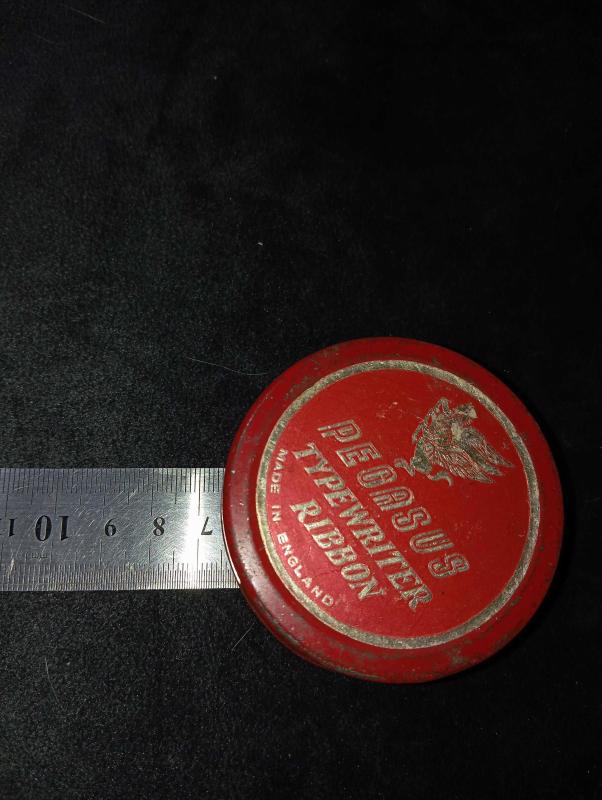 PEGASUS
TYPEWRITER
RIBBON
MADE IN ENGLAND
7 8 9 10